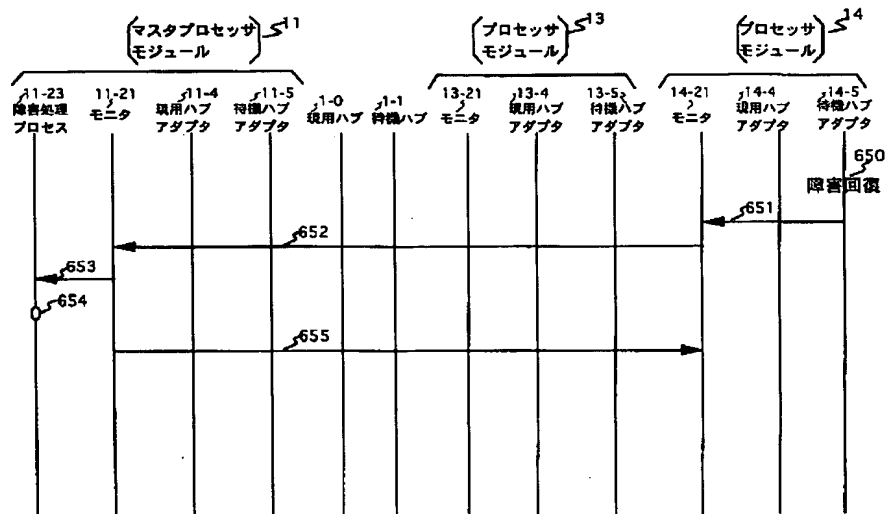 マスタプロセッサ
モジュール
11
プロセッサ
モジュール
13
プロセッサ
モジュール
14
11-23
障害処理
プロセス
11-21
モニタ
11-4
現用ハブ
アダプタ
11-5
待機ハブ
アダプタ
1-0
現用ハブ
1-1
待機ハブ
13-21
モニタ
13-4
現用ハブ
アダプタ
13-5
待機ハブ
アダプタ
14-21
モニタ
14-4
現用ハブ
アダプタ
14-5
待機ハブ
アダプタ
650
障害回復
651
652
653
654
655